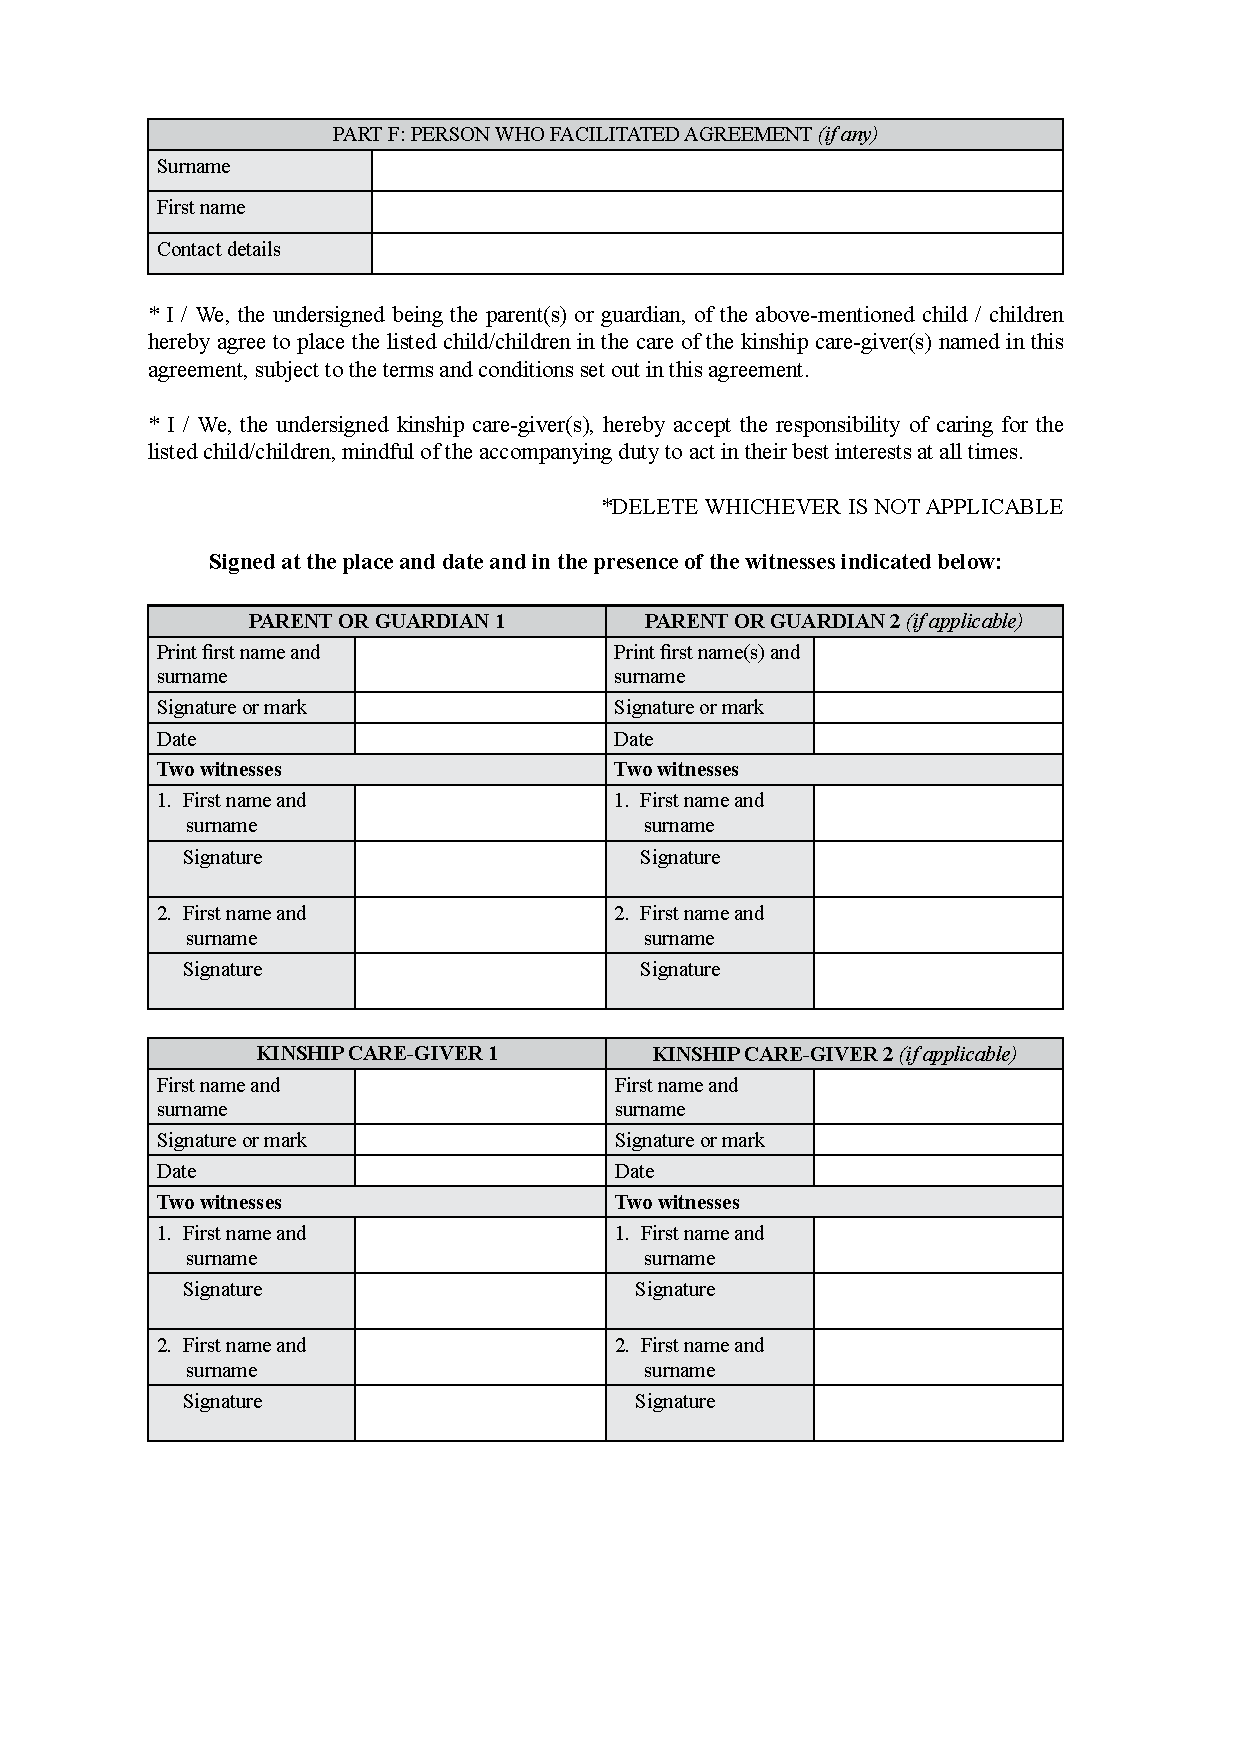 PART F: PERSON WHO FACILITATED AGREEMENT (if any)
Surname
First name
Contact details
* I / We, the undersigned being the parent(s) or guardian, of the above-mentioned child / children
hereby agree to place the listed child/children in the care of the kinship care-giver(s) named in this
agreement, subject to the terms and conditions set out in this agreement.
* I / We, the undersigned kinship care-giver(s), hereby accept the responsibility of caring for the
listed child/children, mindful of the accompanying duty to act in their best interests at all times.
*DELETE WHICHEVER IS NOT APPLICABLE
Signed at the place and date and in the presence of the witnesses indicated below:
PARENT OR GUARDIAN 1 PARENT OR GUARDIAN 2 (if applicable)
Print first name and Print first name(s) and
surname surname
Signature or mark Signature or mark
Date Date
Two witnesses Two witnesses
1. First name and 1. First name and
surname surname
Signature Signature
2. First name and 2. First name and
surname surname
Signature Signature
KINSHIP CARE-GIVER 1 KINSHIP CARE-GIVER 2 (if applicable)
First name and First name and
surname surname
Signature or mark Signature or mark
Date Date
Two witnesses Two witnesses
1. First name and 1. First name and
surname surname
Signature Signature
2. First name and 2. First name and
surname surname
Signature Signature